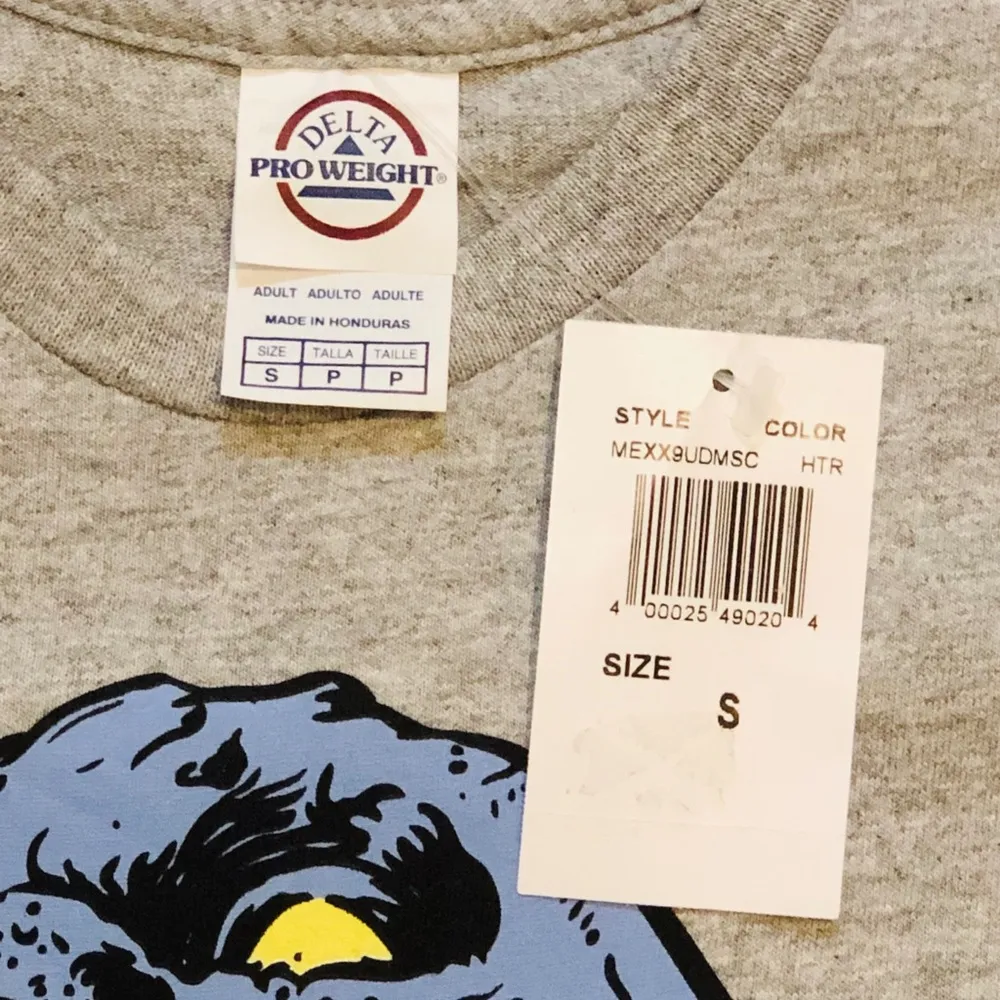 DELTA
PRO WEIGHT®
ADULT ADULTO ADULTE
MADE IN HONDURAS
SIZE TALLA TAILLE
S P P
STYLE COLOR
MEXX9UDMSC HTR
4 00025 49020 4
SIZE
S